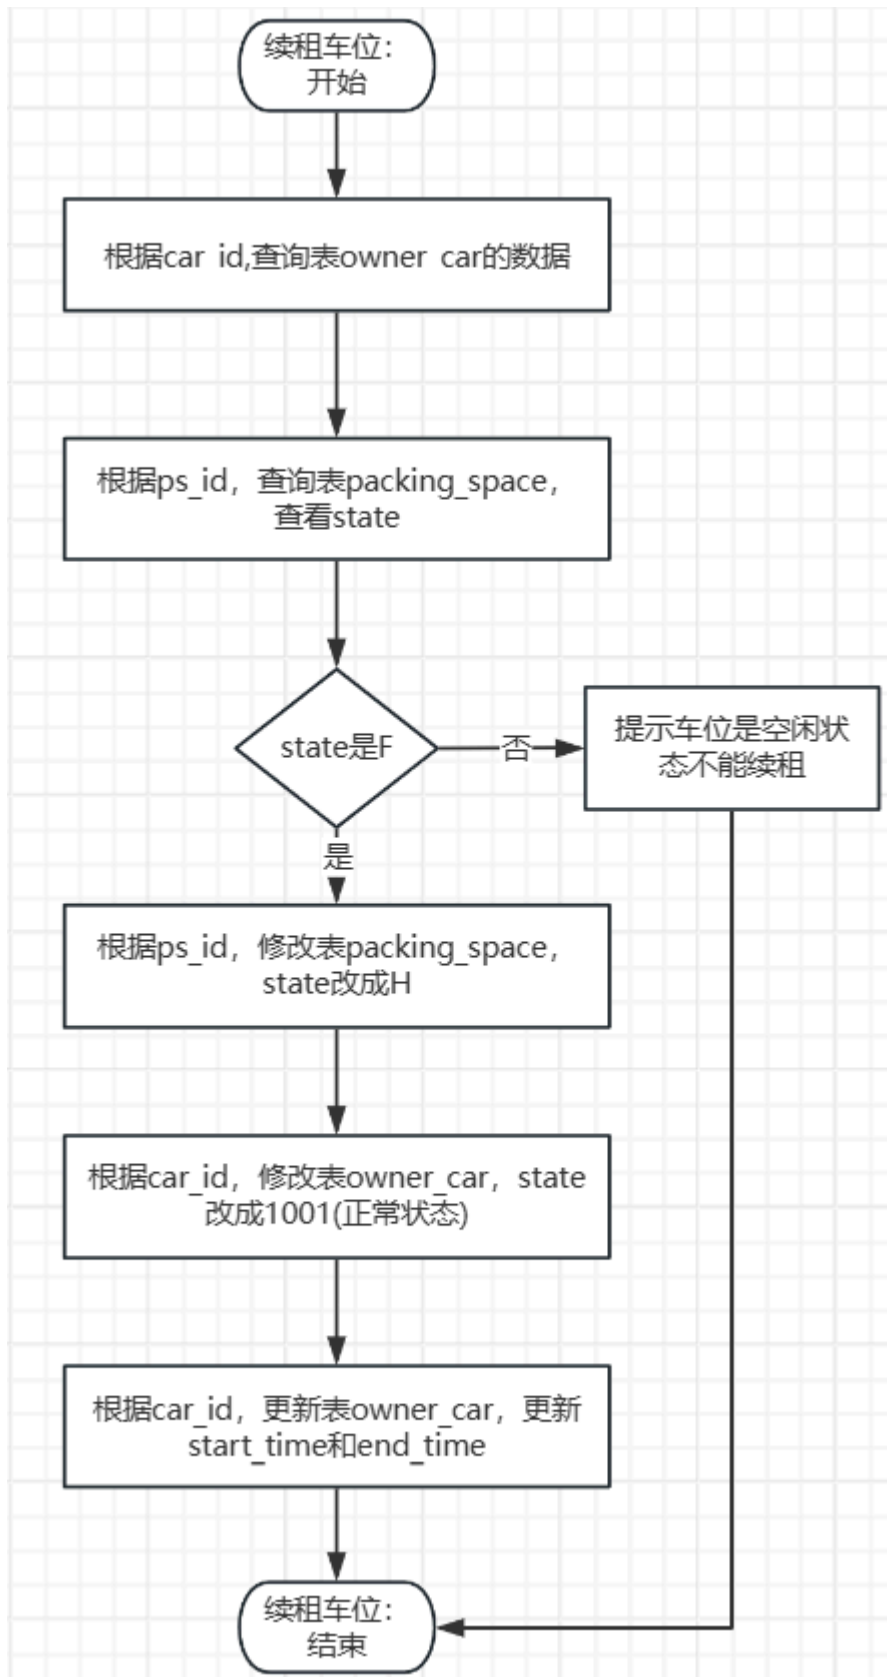 续租车位：
开始
根据car_id,查询表owner_car的数据
根据ps_id，查询表packing_space，
查看state
state是F
否
提示车位是空闲状
态不能续租
是
根据ps_id，修改表packing_space，
state改成H
根据car_id，修改表owner_car，state
改成1001(正常状态)
根据car_id，更新表owner_car，更新
start_time和end_time
续租车位：
结束